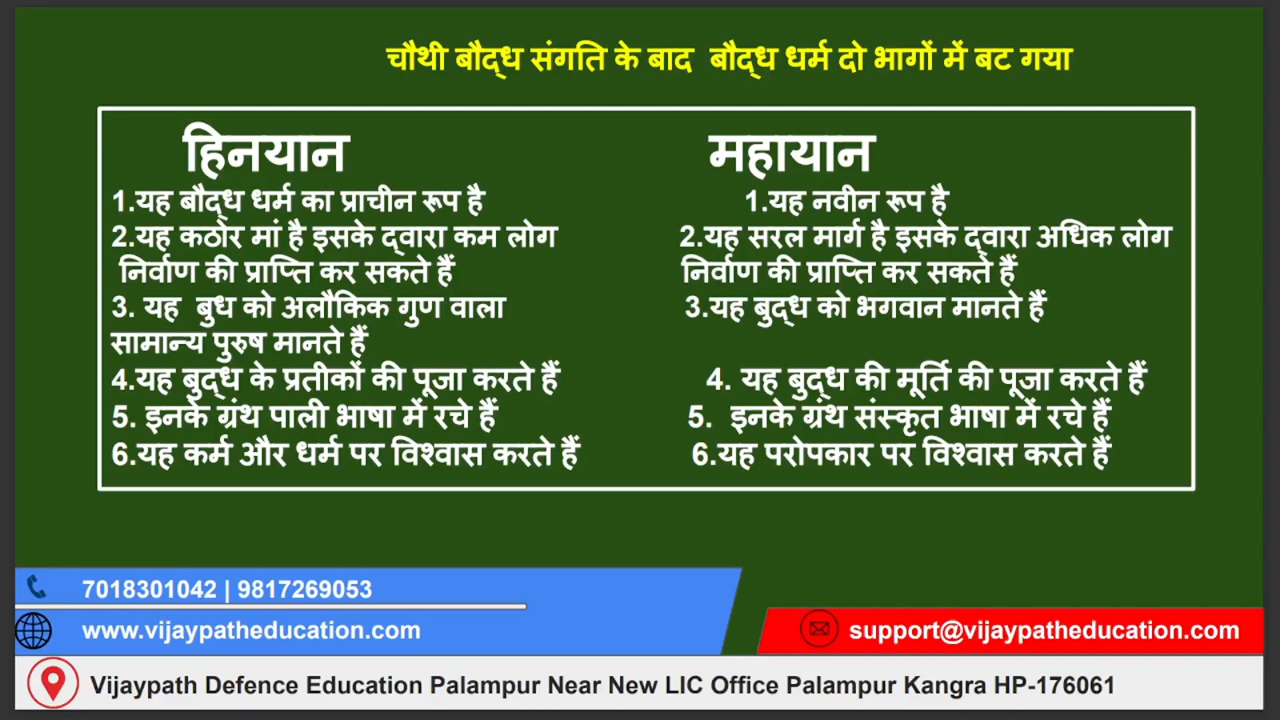 चौथी बौद्ध संगति के बाद बौद्ध धर्म दो भागों में बट गया
हिनयान
1.यह बौद्ध धर्म का प्राचीन रूप है
2.यह कठोर मां है इसके द्वारा कम लोग
निर्वाण की प्राप्ति कर सकते हैं
3. यह बुध को अलौकिक गुण वाला
सामान्य पुरुष मानते हैं
4.यह बुद्ध के प्रतीकों की पूजा करते हैं
5. इनके ग्रंथ पाली भाषा में रचे हैं
6.यह कर्म और धर्म पर विश्वास करते हैं
महायान
1.यह नवीन रूप है
2.यह सरल मार्ग है इसके द्वारा अधिक लोग
निर्वाण की प्राप्ति कर सकते हैं
3.यह बुद्ध को भगवान मानते हैं
4. यह बुद्ध की मूर्ति की पूजा करते हैं
5. इनके ग्रंथ संस्कृत भाषा में रचे हैं
6.यह परोपकार पर विश्वास करते हैं
7018301042 | 9817269053
www.vijaypatheducation.com
support@vijaypatheducation.com
Vijaypath Defence Education Palampur Near New LIC Office Palampur Kangra HP-176061